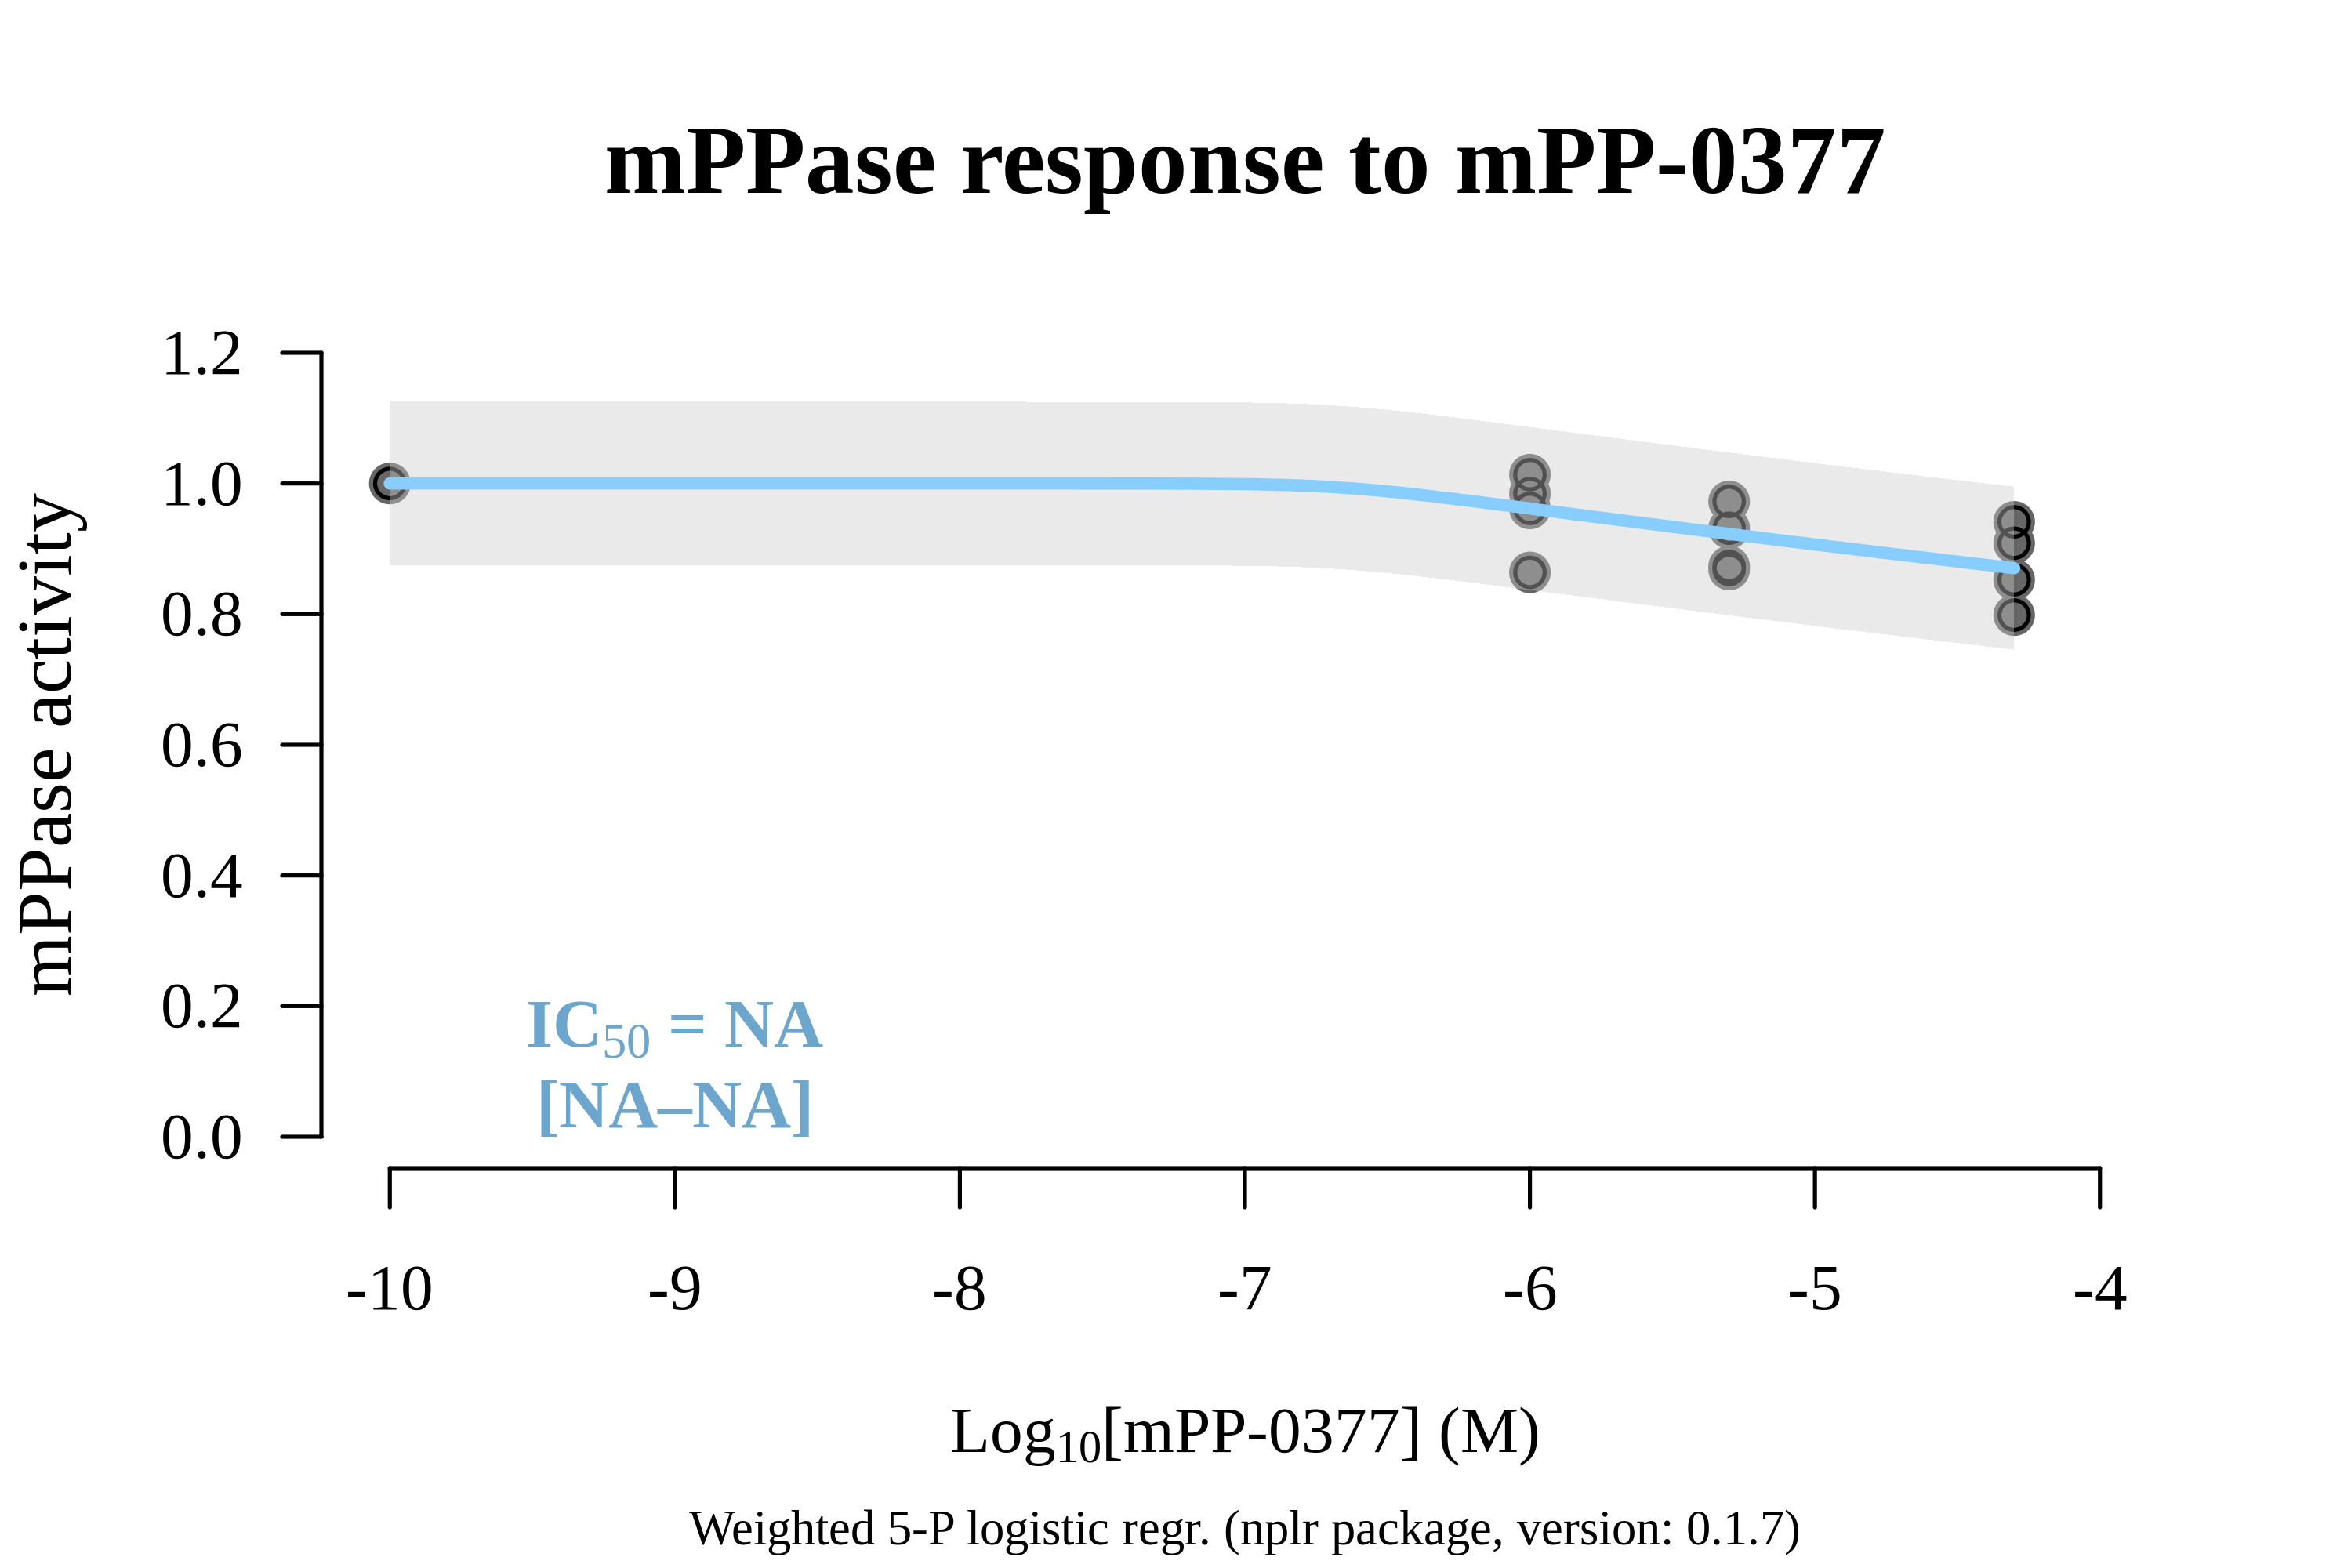 mPPase response to mPP-0377
mPPase activity
1.2
1.0
0.8
0.6
0.4
0.2
0.0
IC50 = NA
[NA–NA]
-10 -9 -8 -7 -6 -5 -4
Log10[mPP-0377] (M)
Weighted 5-P logistic regr. (nplr package, version: 0.1.7)